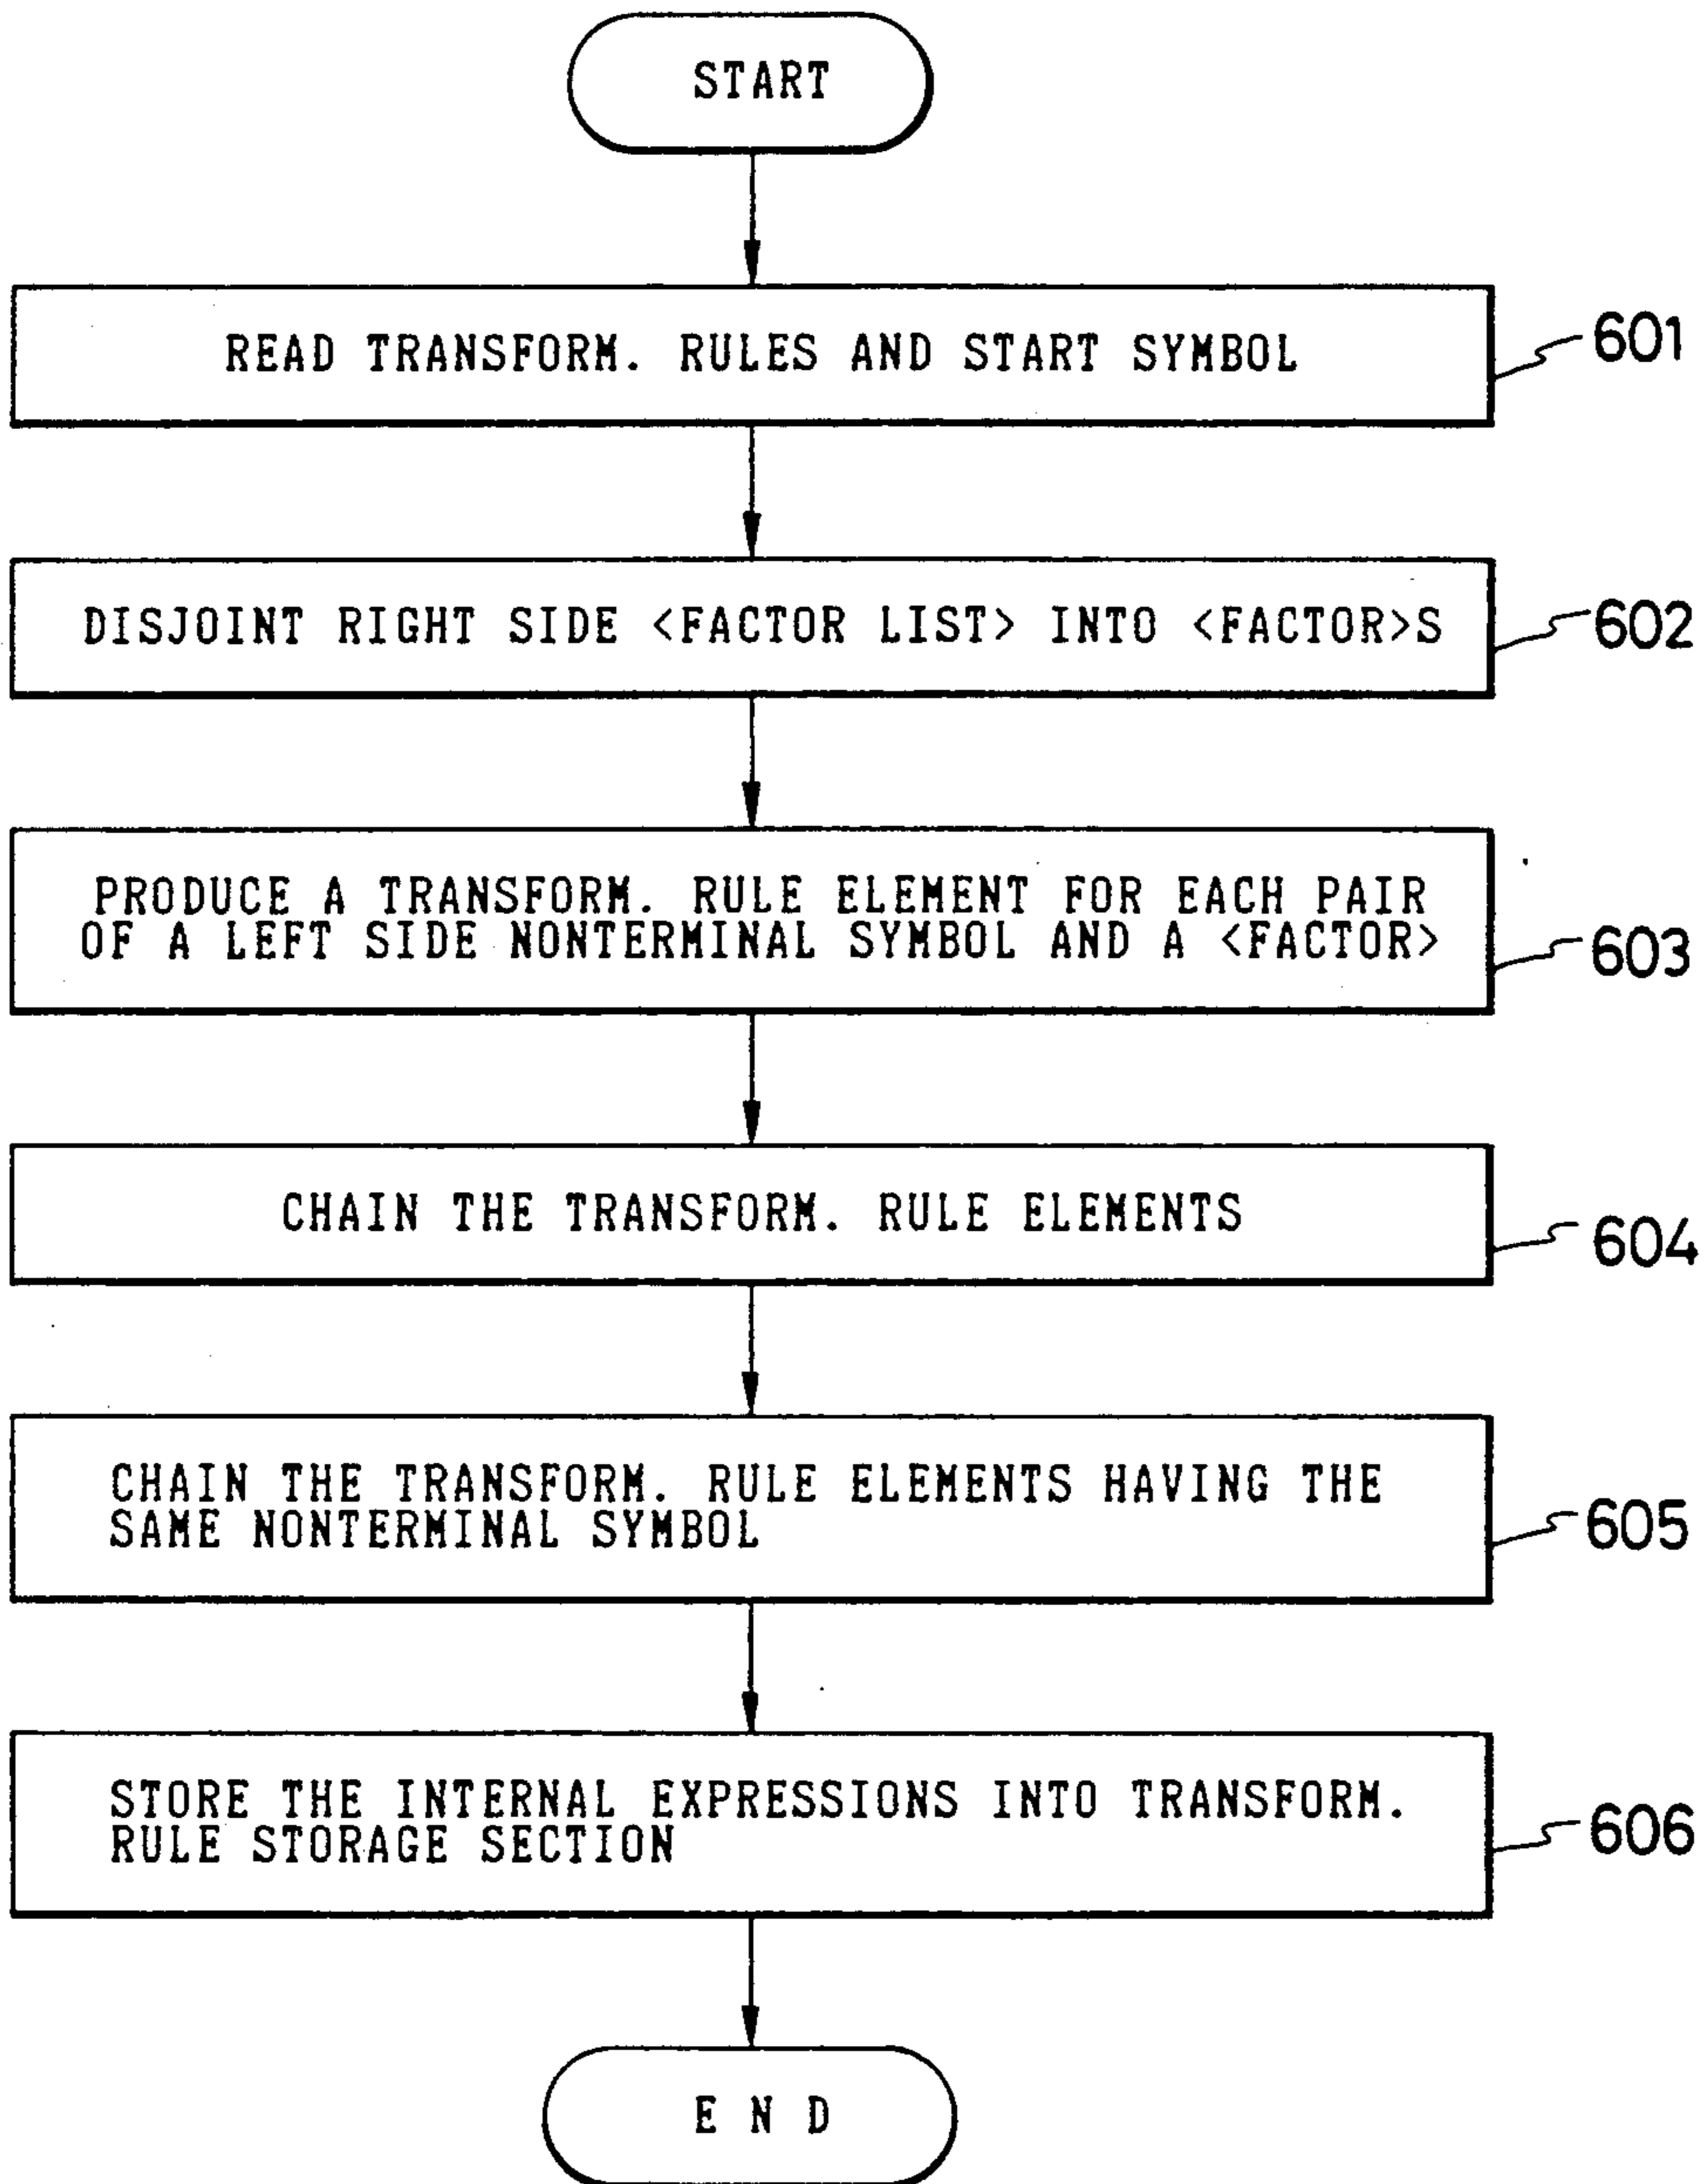 START
READ TRANSFORM. RULES AND START SYMBOL
601
DISJOINT RIGHT SIDE <FACTOR LIST> INTO <FACTOR>S
602
PRODUCE A TRANSFORM. RULE ELEMENT FOR EACH PAIR
OF A LEFT SIDE NONTERMINAL SYMBOL AND A <FACTOR>
603
CHAIN THE TRANSFORM. RULE ELEMENTS
604
CHAIN THE TRANSFORM. RULE ELEMENTS HAVING THE
SAME NONTERMINAL SYMBOL
605
STORE THE INTERNAL EXPRESSIONS INTO TRANSFORM.
RULE STORAGE SECTION
606
E N D